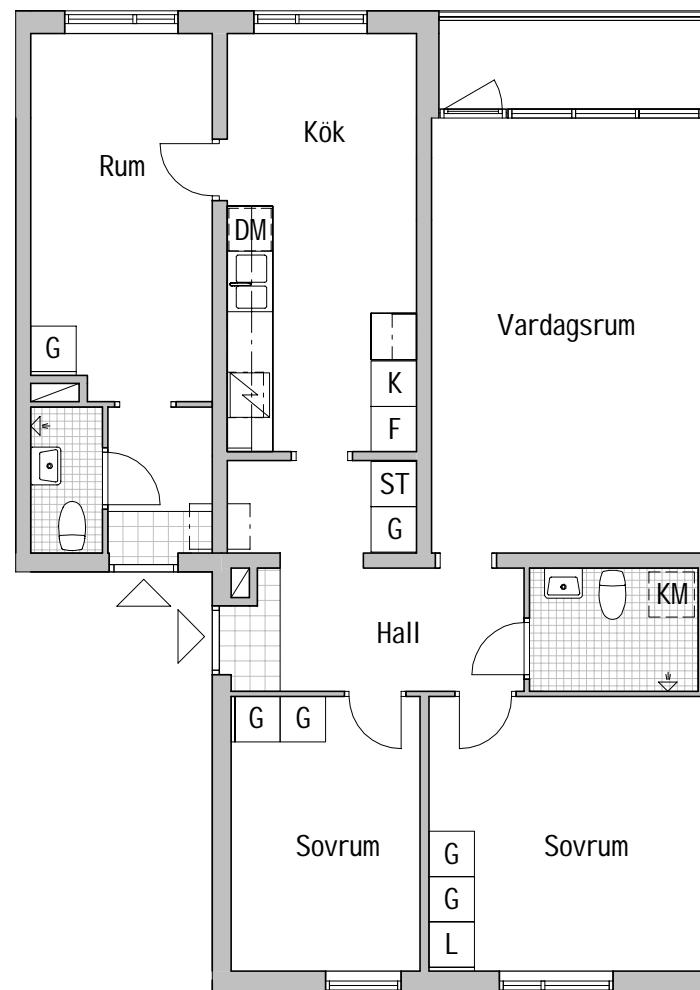 Kök
Rum
DM
Vardagsrum
G
K
F
ST
G
KM
Hall
G G
Sovrum
Sovrum
G
G
L